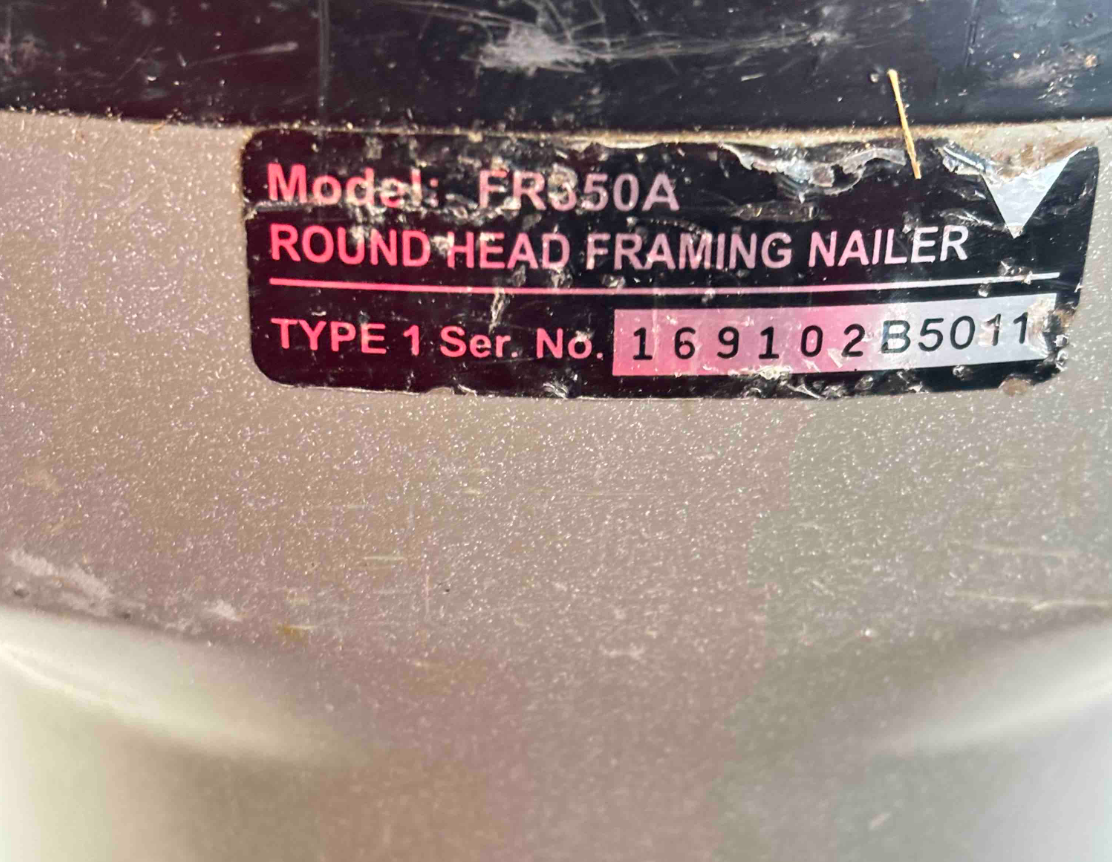 Model: FR350A
ROUND HEAD FRAMING NAILER
TYPE 1 Ser. No. 169102B5011